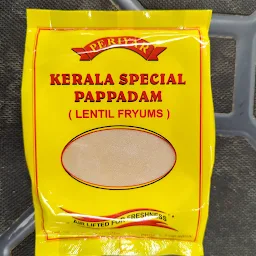 PERIYAR
KERALA SPECIAL
PAPPADAM
( LENTIL FRYUMS )
AIR LIFTED FOR FRESHNESS